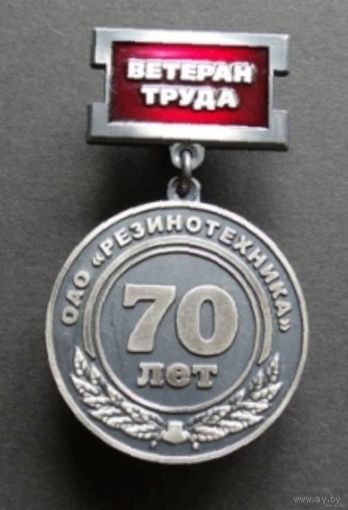 ВЕТЕРАН
ТРУДА
ОАО «РЕЗИНОТЕХНИКА»
70
лет
www.ay.by